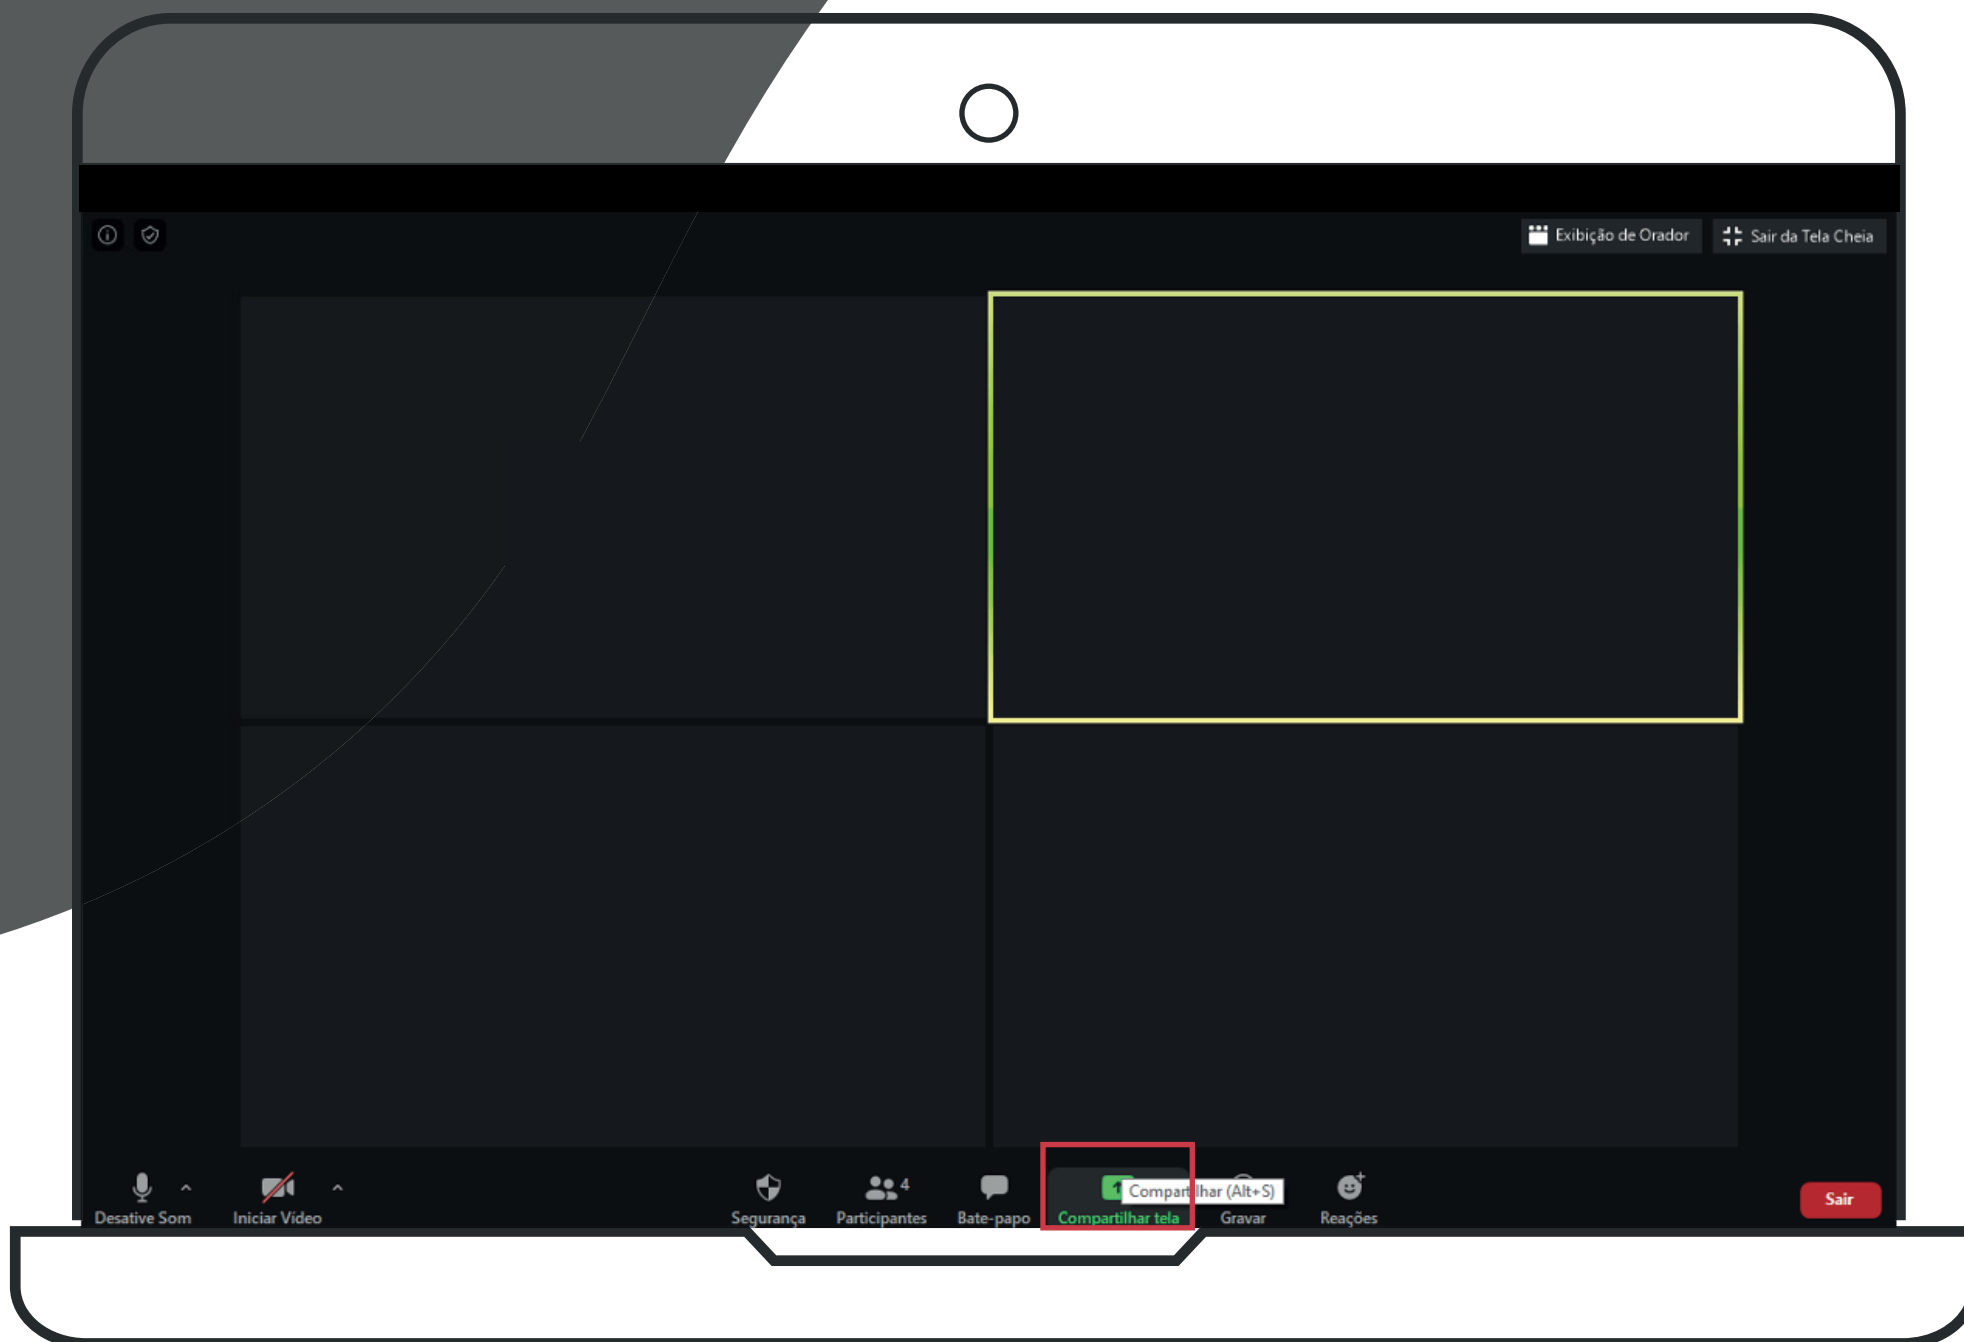 Exibição de Orador
Sair da Tela Cheia
4
Compartilhar (Alt+S)
Desative Som
Iniciar Vídeo
Segurança
Participantes
Bate-papo
Compartilhar tela
Gravar
Reações
Sair